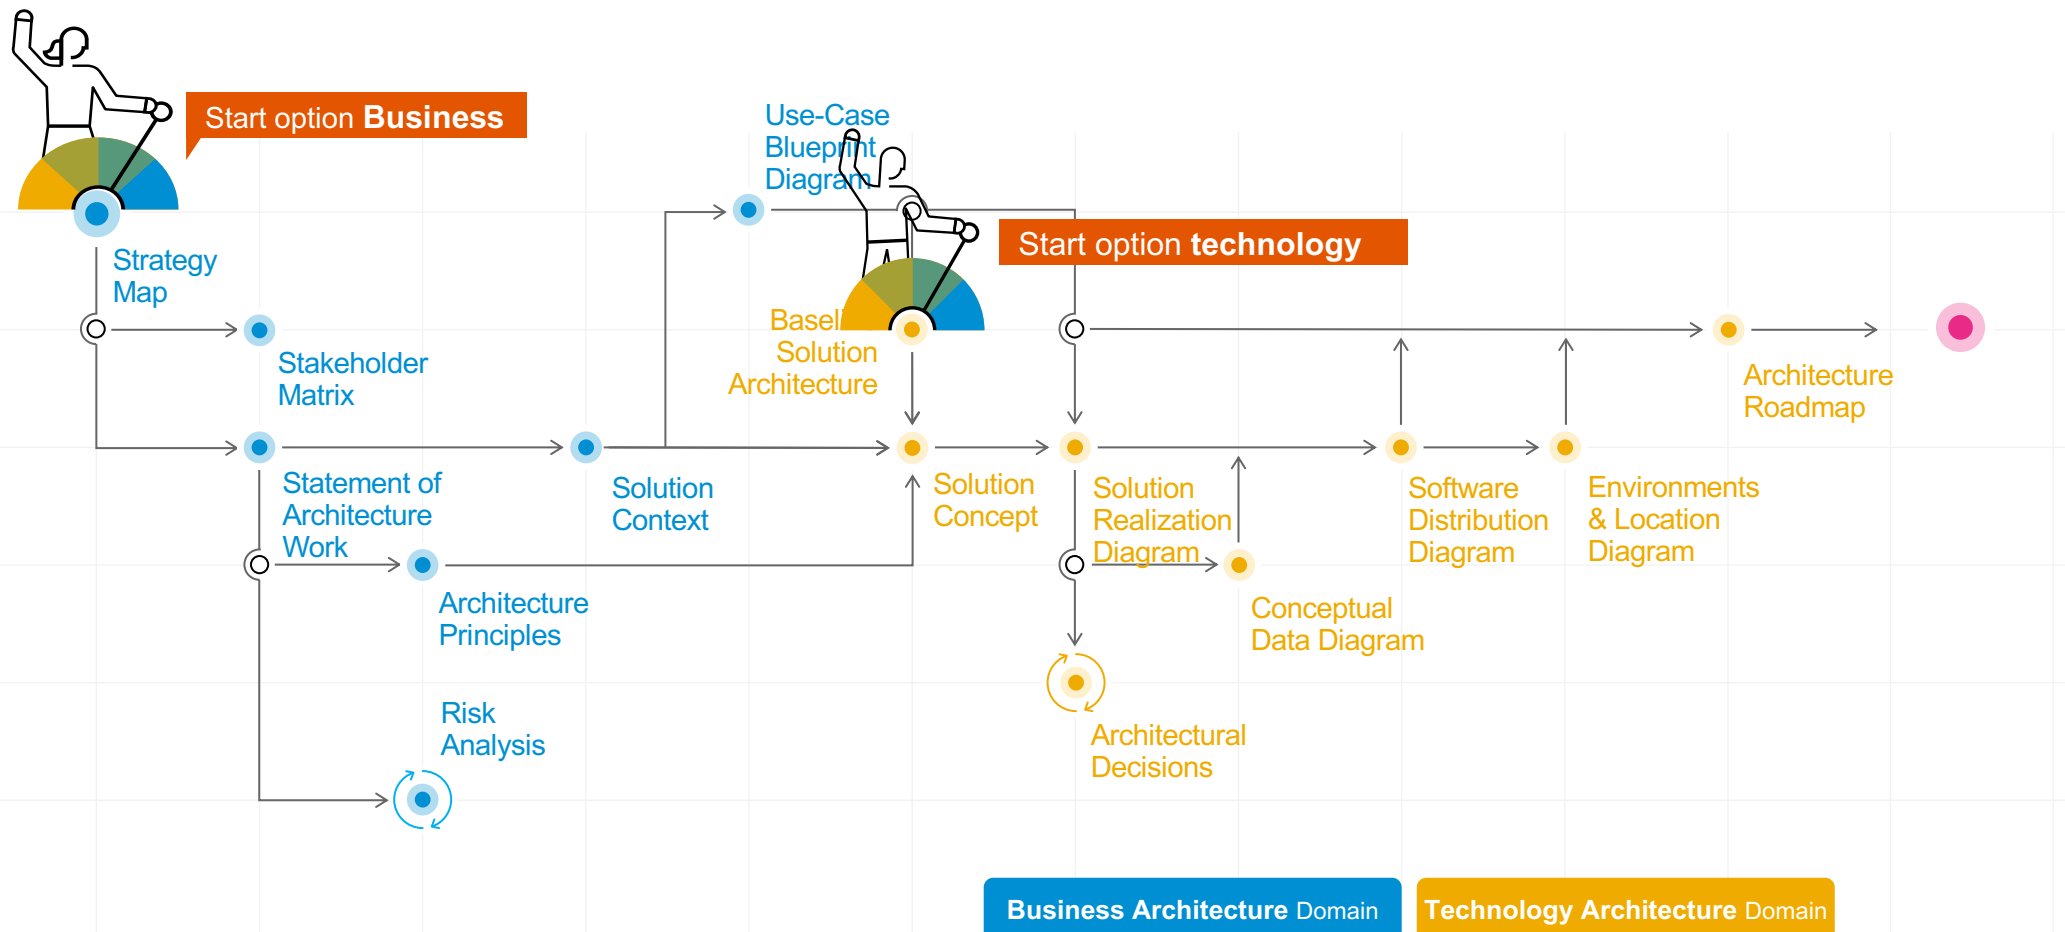 Start option Business
Use-Case
Blueprint
Diagram
Start option technology
Strategy
Map
Baseli
Solution
Architecture
Stakeholder
Matrix
Architecture
Roadmap
Statement of
Architecture
Work
Solution
Context
Solution
Concept
Solution
Realization
Diagram
Software
Distribution
Diagram
Environments
& Location
Diagram
Architecture
Principles
Conceptual
Data Diagram
Risk
Analysis
Architectural
Decisions
Business Architecture Domain
Technology Architecture Domain